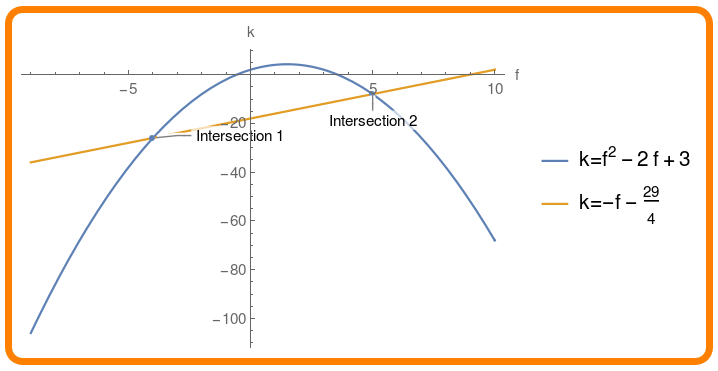 k
f
−5
5
10
−20
−40
−60
−80
−100
Intersection 1
Intersection 2
k=f² − 2 f + 3
k=−f − 29/4